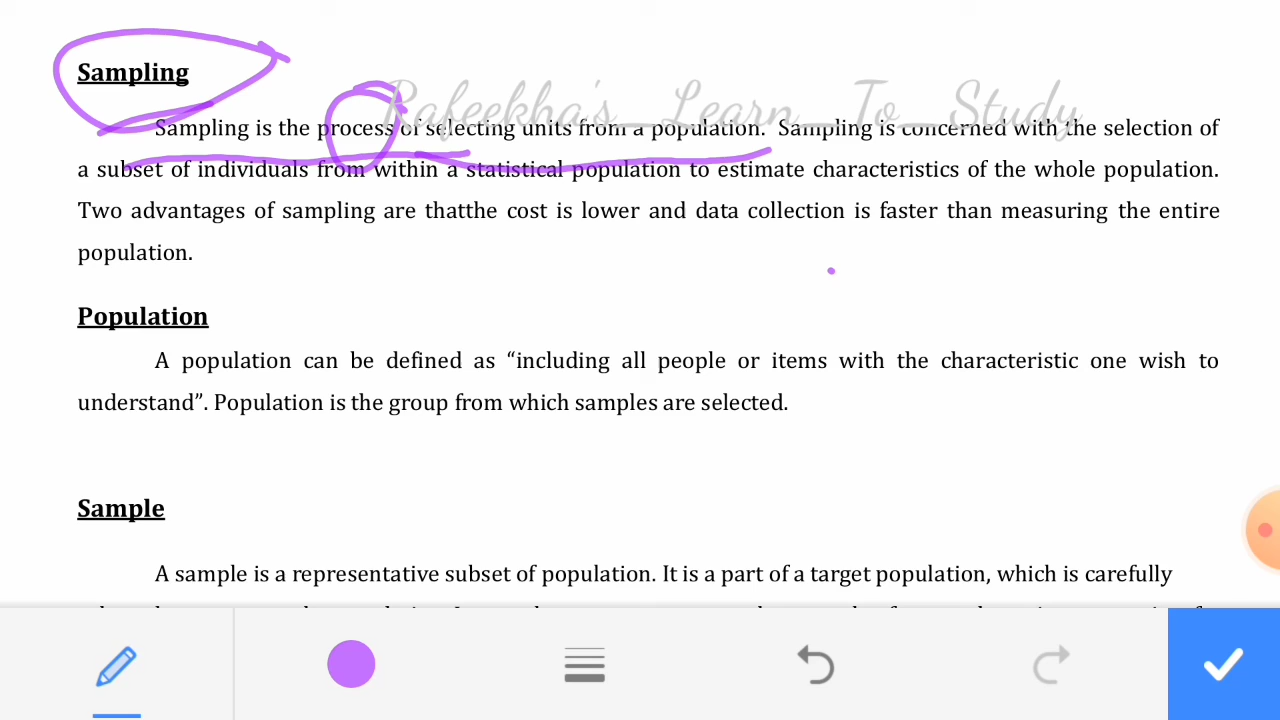 Sampling
Rafeekha's_Learn_To_Study
Sampling is the process of selecting units from a population. Sampling is concerned with the selection of
a subset of individuals from within a statistical population to estimate characteristics of the whole population.
Two advantages of sampling are thatthe cost is lower and data collection is faster than measuring the entire
population.
Population
A population can be defined as “including all people or items with the characteristic one wish to
understand”. Population is the group from which samples are selected.
Sample
A sample is a representative subset of population. It is a part of a target population, which is carefully